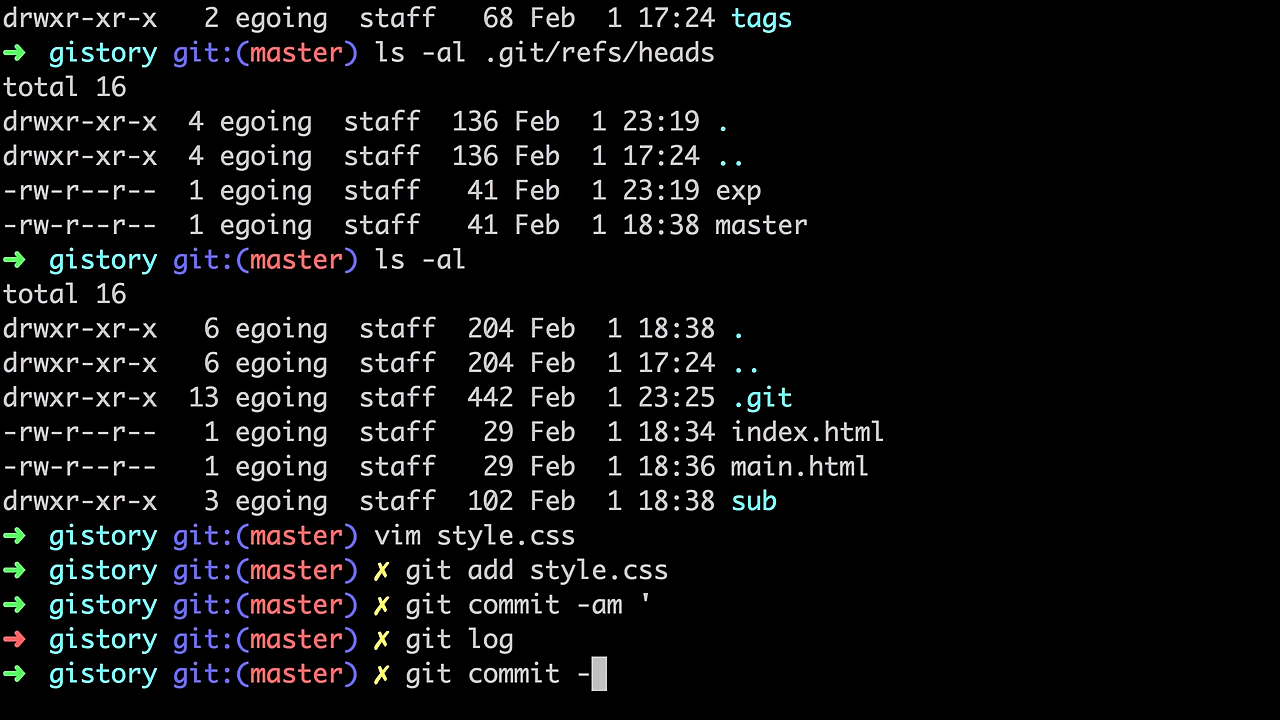 drwxr-xr-x   2 egoing  staff   68 Feb  1 17:24 tags
➜  gistory git:(master) ls -al .git/refs/heads
total 16
drwxr-xr-x  4 egoing  staff  136 Feb  1 23:19 .
drwxr-xr-x  4 egoing  staff  136 Feb  1 17:24 ..
-rw-r--r--  1 egoing  staff   41 Feb  1 23:19 exp
-rw-r--r--  1 egoing  staff   41 Feb  1 18:38 master
➜  gistory git:(master) ls -al
total 16
drwxr-xr-x   6 egoing  staff  204 Feb  1 18:38 .
drwxr-xr-x   6 egoing  staff  204 Feb  1 17:24 ..
drwxr-xr-x  13 egoing  staff  442 Feb  1 23:25 .git
-rw-r--r--   1 egoing  staff   29 Feb  1 18:34 index.html
-rw-r--r--   1 egoing  staff   29 Feb  1 18:36 main.html
drwxr-xr-x   3 egoing  staff  102 Feb  1 18:38 sub
➜  gistory git:(master) vim style.css
➜  gistory git:(master) ✗ git add style.css
➜  gistory git:(master) ✗ git commit -am '
➜  gistory git:(master) ✗ git log
➜  gistory git:(master) ✗ git commit -